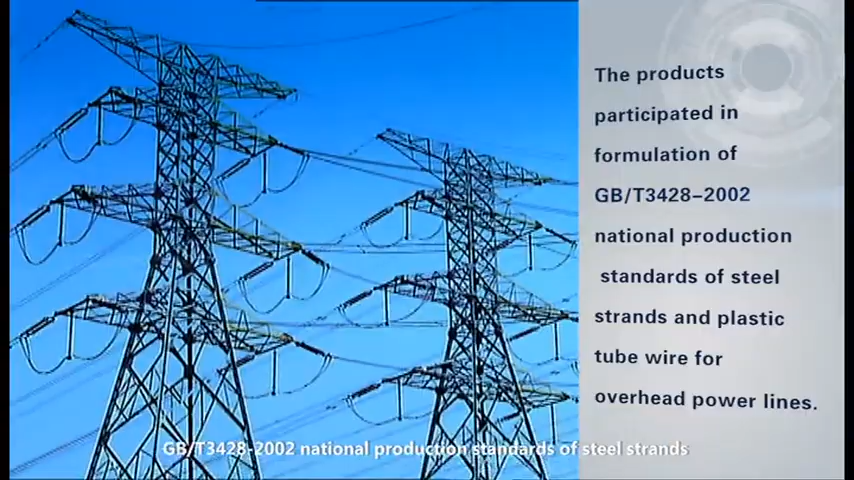 The products
participated in
formulation of
GB/T3428-2002
national production
standards of steel
strands and plastic
tube wire for
overhead power lines.
GB/T3428-2002 national production standards of steel strands